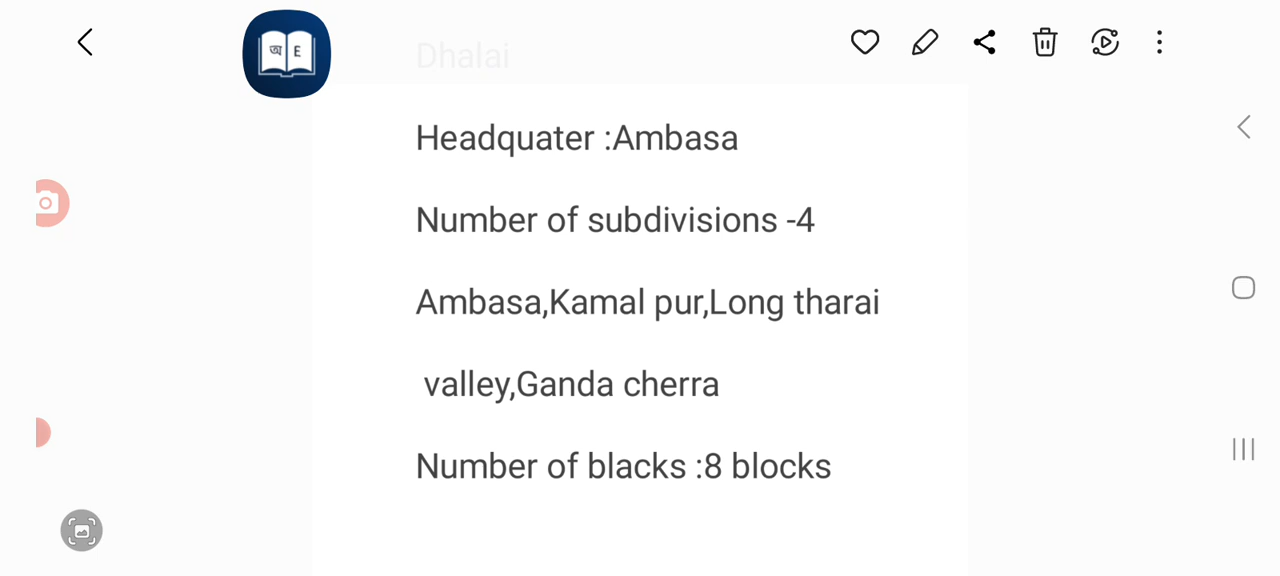 অ E
Dhalai
Headquater :Ambasa
Number of subdivisions -4
Ambasa,Kamal pur,Long tharai
valley,Ganda cherra
Number of blacks :8 blocks